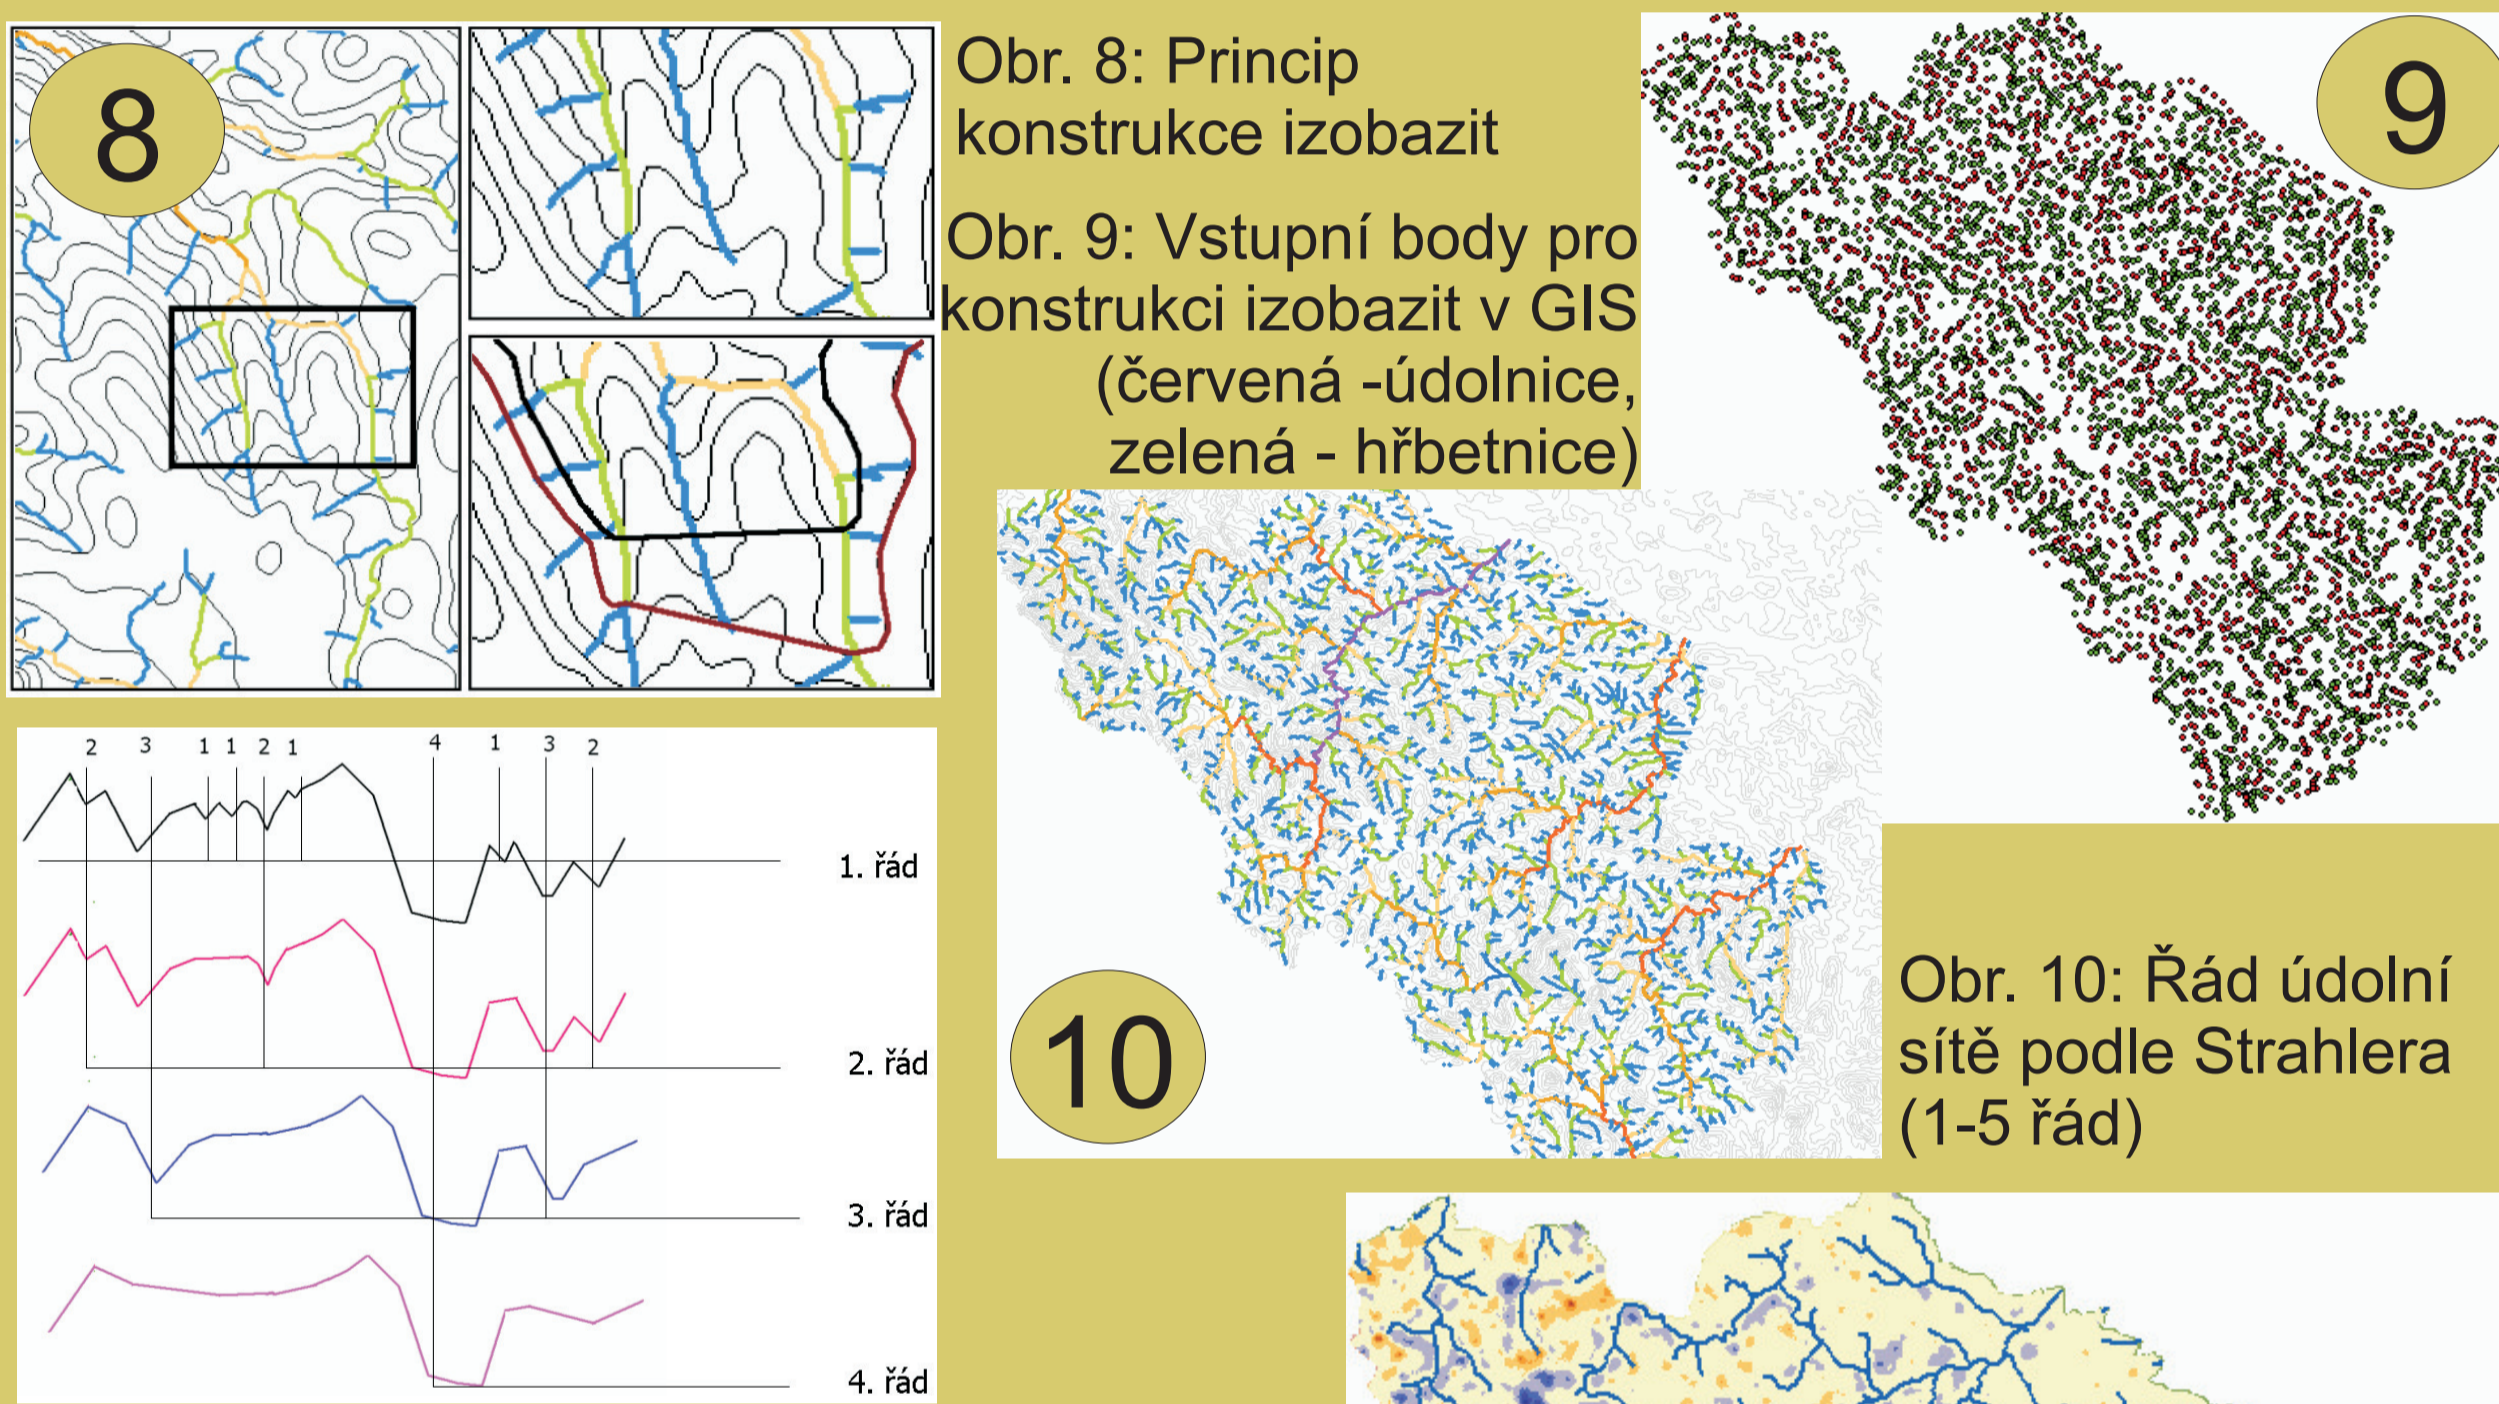 8
Obr. 8: Princip
konstrukce izobazit
9
Obr. 9: Vstupní body pro
konstrukci izobazit v GIS
(červená -údolnice,
zelená - hřbetnice)
2 3 1 1 2 1 4 1 3 2
1. řád
2. řád
3. řád
4. řád
10
Obr. 10: Řád údolní
sítě podle Strahlera
(1-5 řád)